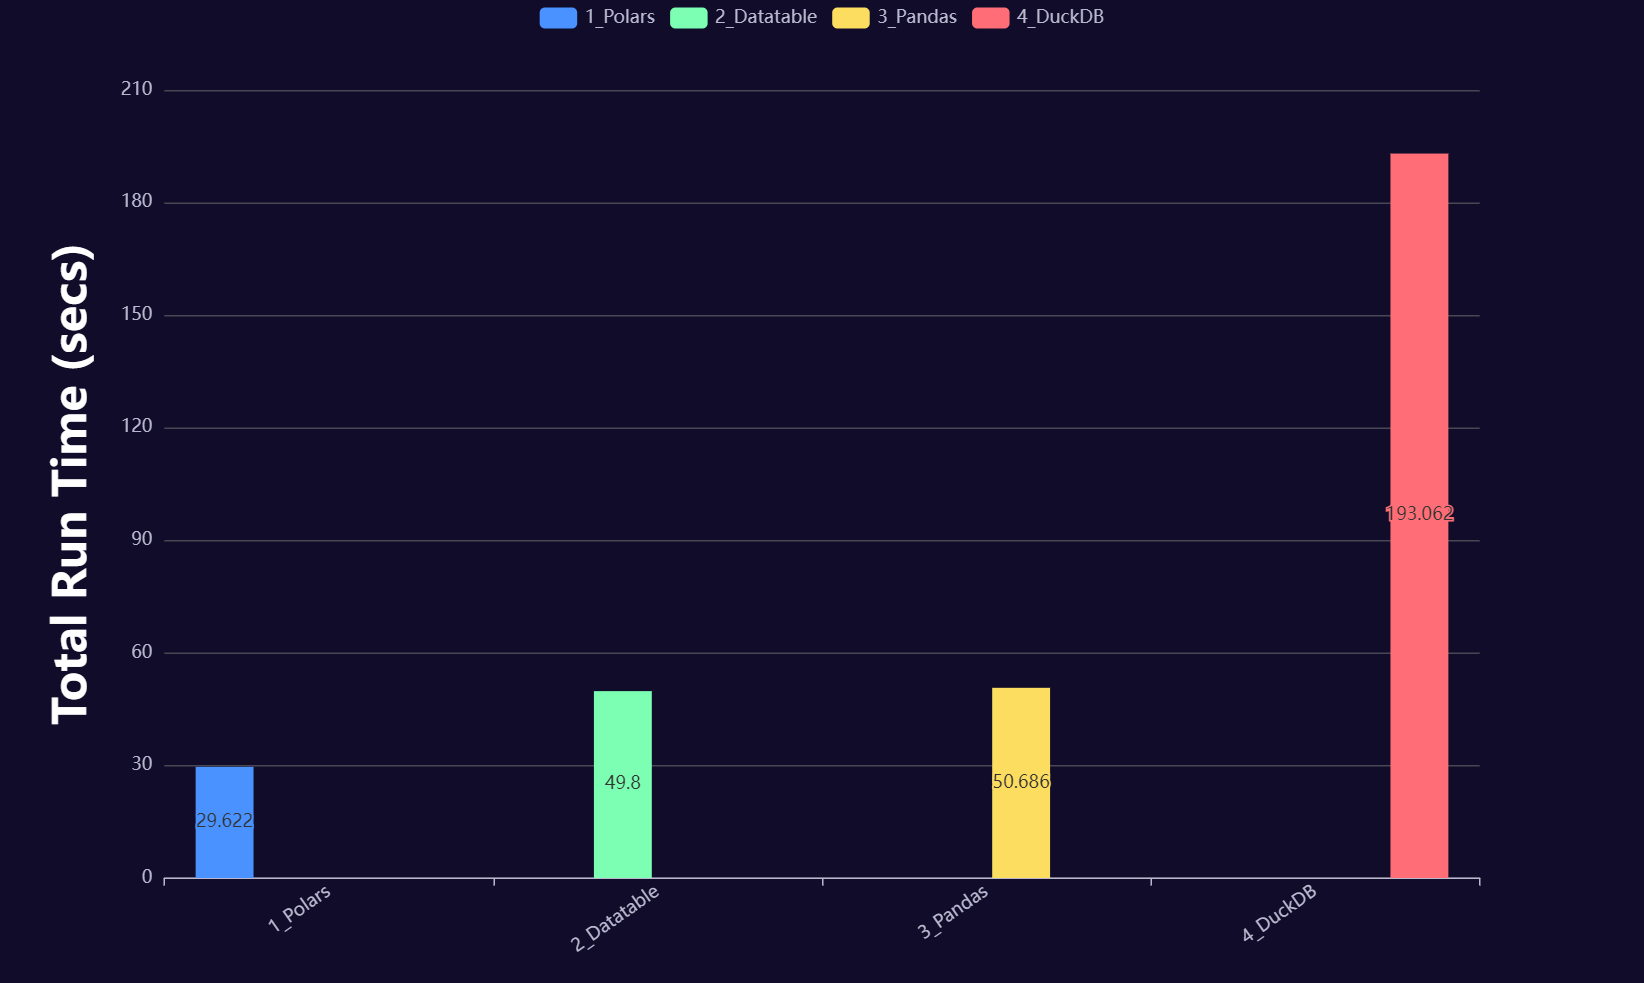 1_Polars 2_Datatable 3_Pandas 4_DuckDB
Total Run Time (secs)
210
180
150
120
90
60
30
0
29.622
49.8
50.686
193.062
1_Polars
2_Datatable
3_Pandas
4_DuckDB